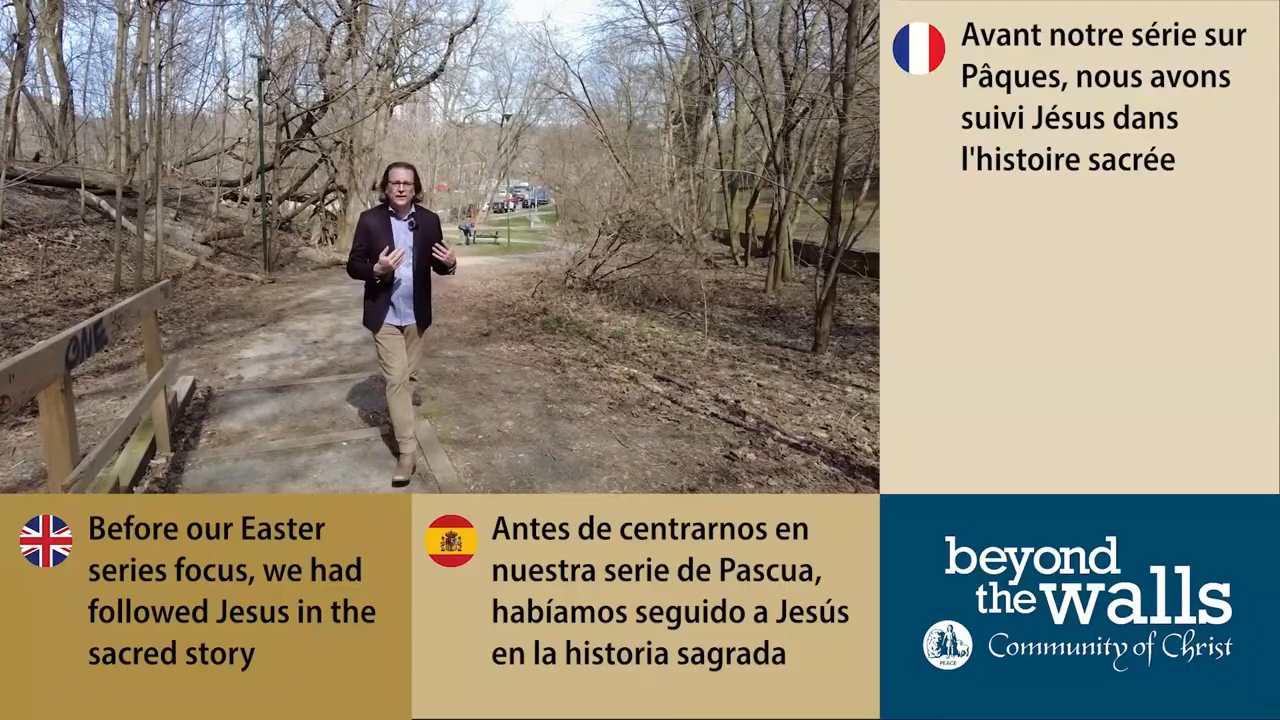 Avant notre série sur
Pâques, nous avons
suivi Jésus dans
l'histoire sacrée
ONE
Before our Easter
series focus, we had
followed Jesus in the
sacred story
Antes de centrarnos en
nuestra serie de Pascua,
habíamos seguido a Jesús
en la historia sagrada
beyond
the walls
PEACE
Community of Christ